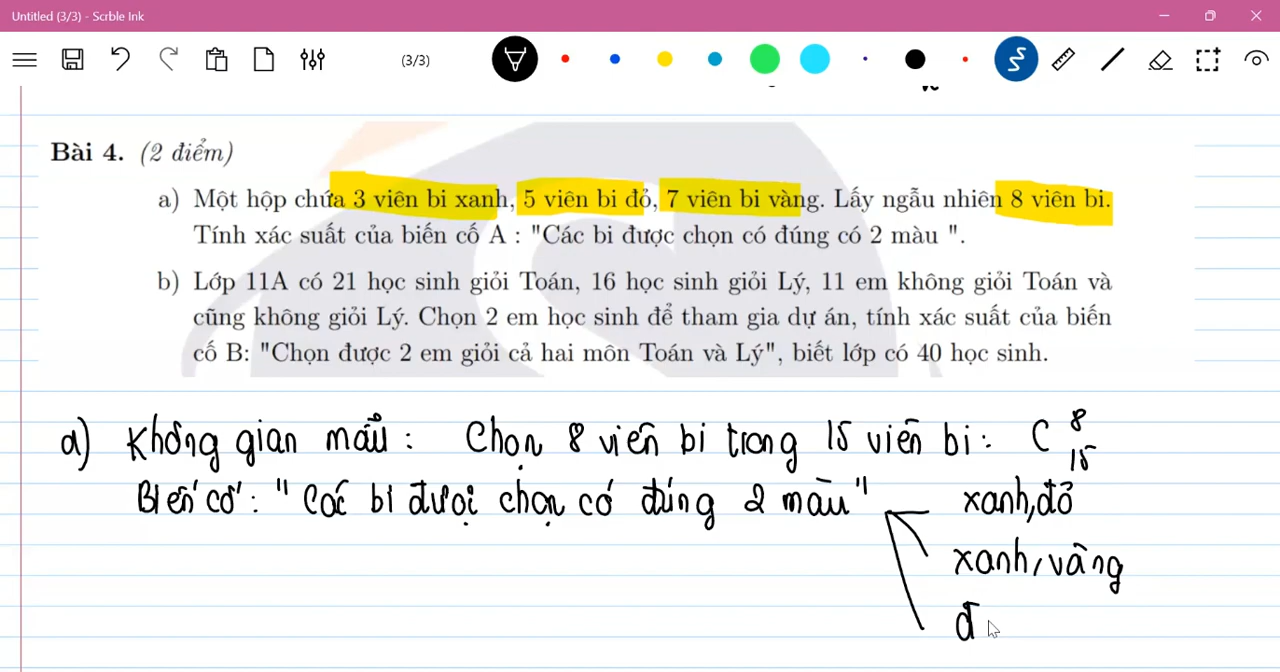 Untitled (3/3) - Scrble Ink
(3/3)
Bài 4. (2 điểm)
a) Một hộp chứa 3 viên bi xanh, 5 viên bi đỏ, 7 viên bi vàng. Lấy ngẫu nhiên 8 viên bi.
Tính xác suất của biến cố A : "Các bi được chọn có đúng có 2 màu ".
b) Lớp 11A có 21 học sinh giỏi Toán, 16 học sinh giỏi Lý, 11 em không giỏi Toán và
cũng không giỏi Lý. Chọn 2 em học sinh để tham gia dự án, tính xác suất của biến
cố B: "Chọn được 2 em giỏi cả hai môn Toán và Lý", biết lớp có 40 học sinh.
a) Không gian mẫu : Chọn 8 viên bi trong 15 viên bi : C 8 15
Biến cố : " Các bi được chọn có đúng 2 màu" xanh, đỏ
xanh, vàng
đ